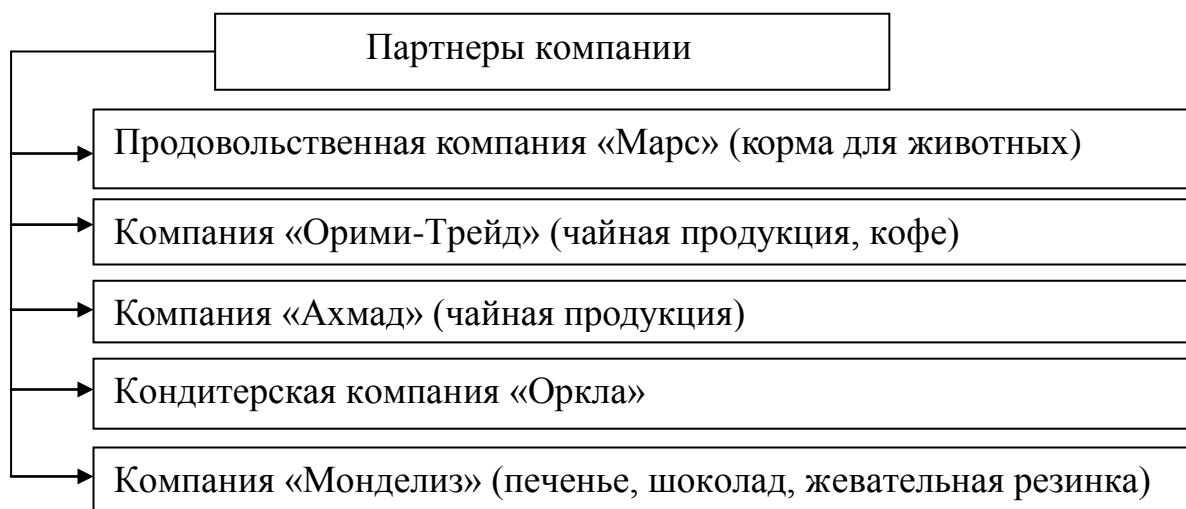 Партнеры компании
Продовольственная компания «Марс» (корма для животных)
Компания «Орими-Трейд» (чайная продукция, кофе)
Компания «Ахмад» (чайная продукция)
Кондитерская компания «Оркла»
Компания «Монделиз» (печенье, шоколад, жевательная резинка)